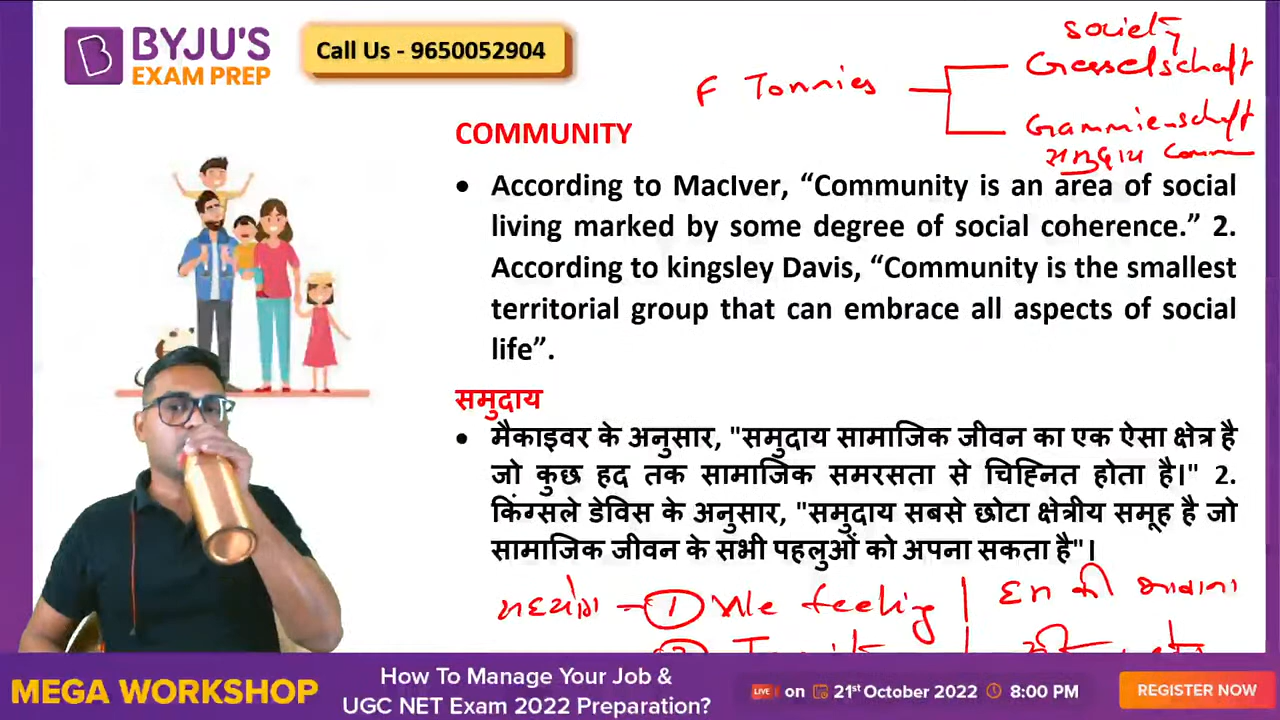 BYJU'S
EXAM PREP
Call Us - 9650052904
society
Gesselschaft
F Tonnies
Grammienschaft
समुदाय Comm
COMMUNITY
• According to MacIver, “Community is an area of social
living marked by some degree of social coherence.” 2.
According to kingsley Davis, “Community is the smallest
territorial group that can embrace all aspects of social
life”.
समुदाय
• मैकाइवर के अनुसार, "समुदाय सामाजिक जीवन का एक ऐसा क्षेत्र है
जो कुछ हद तक सामाजिक समरसता से चिह्नित होता है।" 2.
किंग्सले डेविस के अनुसार, "समुदाय सबसे छोटा क्षेत्रीय समूह है जो
सामाजिक जीवन के सभी पहलुओं को अपना सकता है"।
① We feeling | हम की भावना
②
MEGA WORKSHOP
How To Manage Your Job &
UGC NET Exam 2022 Preparation?
LIVE on 21st October 2022 8:00 PM
REGISTER NOW